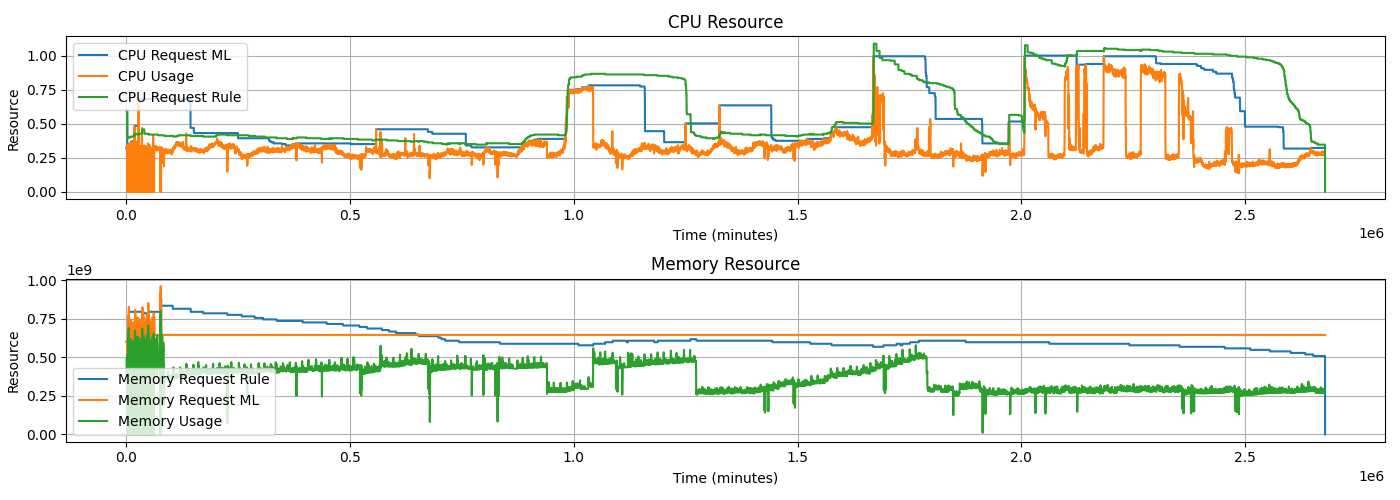 CPU Resource
Resource
1.00
0.75
0.50
0.25
0.00
CPU Request ML
CPU Usage
CPU Request Rule
0.0 0.5 1.0 1.5 2.0 2.5
Time (minutes)
1e6
Memory Resource
1e9
Resource
1.00
0.75
0.50
0.25
0.00
Memory Request Rule
Memory Request ML
Memory Usage
0.0 0.5 1.0 1.5 2.0 2.5
Time (minutes)
1e6